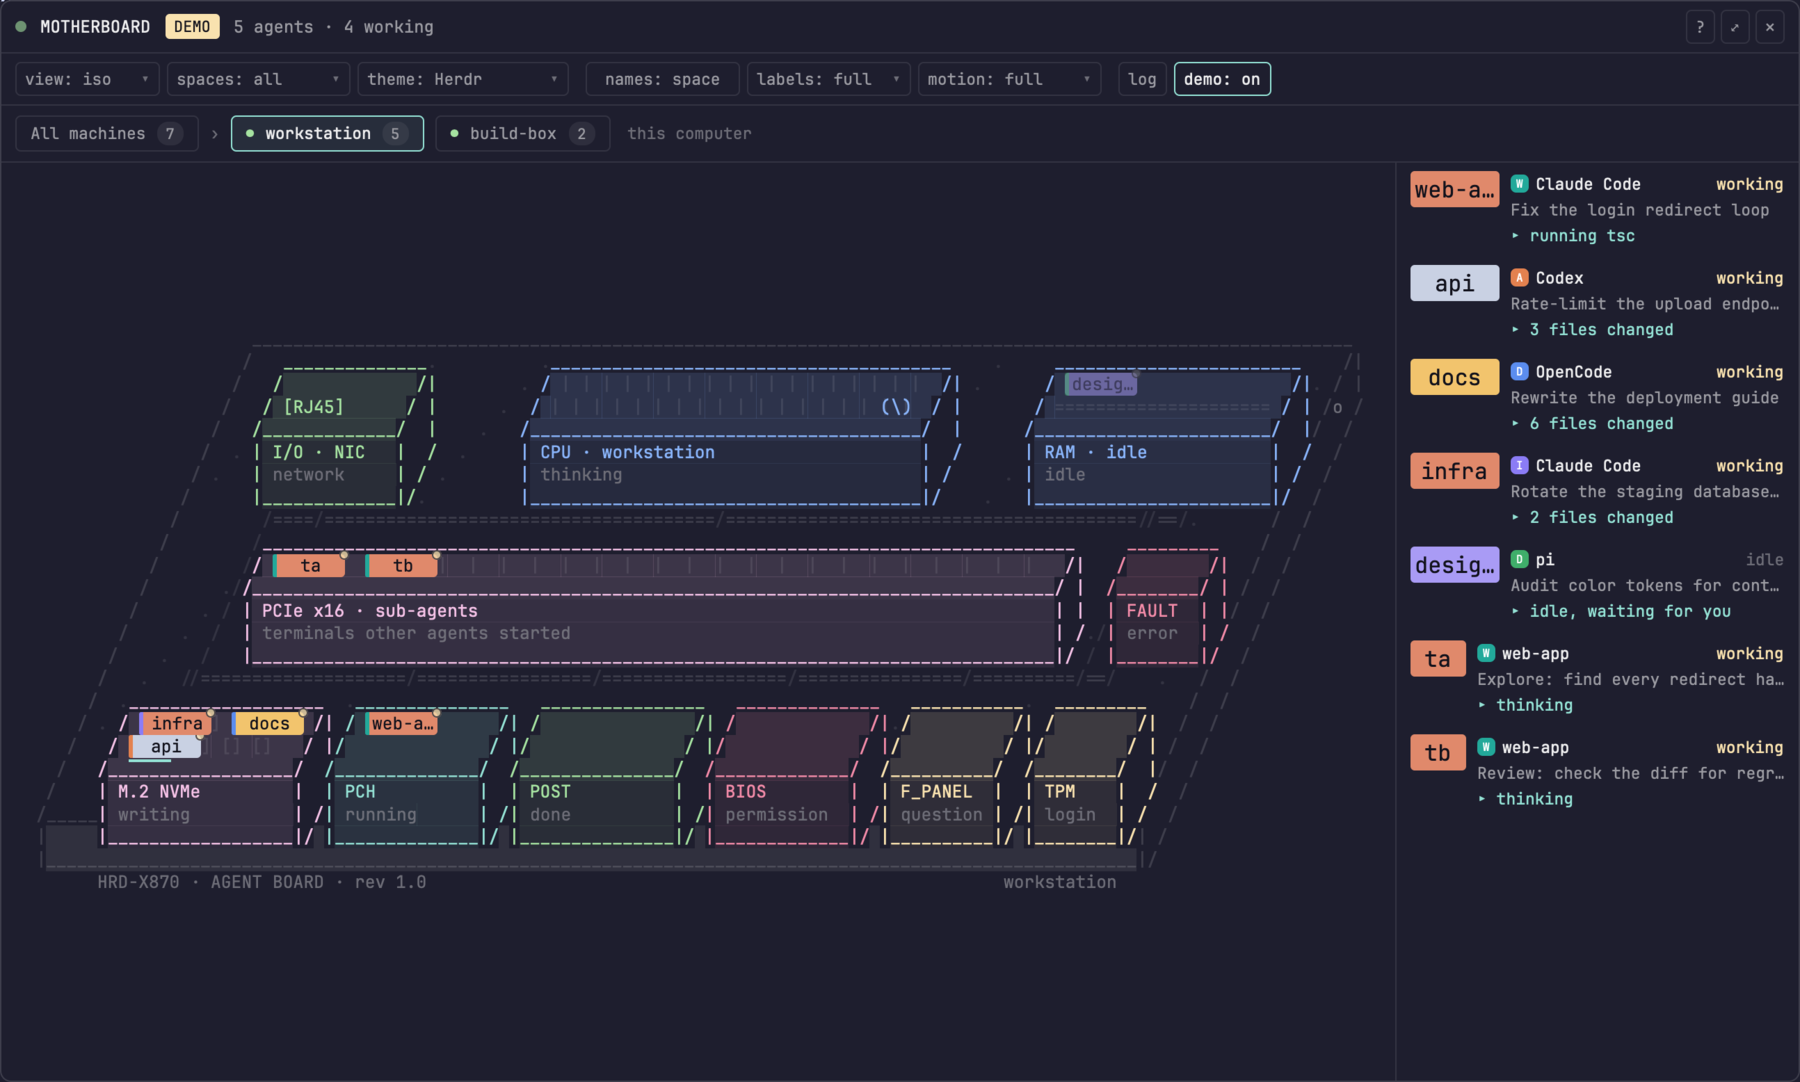 MOTHERBOARD DEMO 5 agents · 4 working ? ⤢ ×
view: iso ▾ spaces: all ▾ theme: Herdr ▾ names: space labels: full ▾ motion: full ▾ log demo: on
All machines 7 › workstation 5 build-box 2 this computer
desig…
[RJ45]
I/O · NIC
network
(\)
CPU · workstation
thinking
RAM · idle
idle
o
ta tb
PCIe x16 · sub-agents
terminals other agents started
FAULT
error
infra docs
api [] []
M.2 NVMe
writing
web-a…
PCH
running
POST
done
BIOS
permission
F_PANEL
question
TPM
login
HRD-X870 · AGENT BOARD · rev 1.0
workstation
web-a… W Claude Code working
Fix the login redirect loop
▸ running tsc
api A Codex working
Rate-limit the upload endpo…
▸ 3 files changed
docs D OpenCode working
Rewrite the deployment guide
▸ 6 files changed
infra I Claude Code working
Rotate the staging database…
▸ 2 files changed
desig… D pi idle
Audit color tokens for cont…
▸ idle, waiting for you
ta W web-app working
Explore: find every redirect ha…
▸ thinking
tb W web-app working
Review: check the diff for regr…
▸ thinking